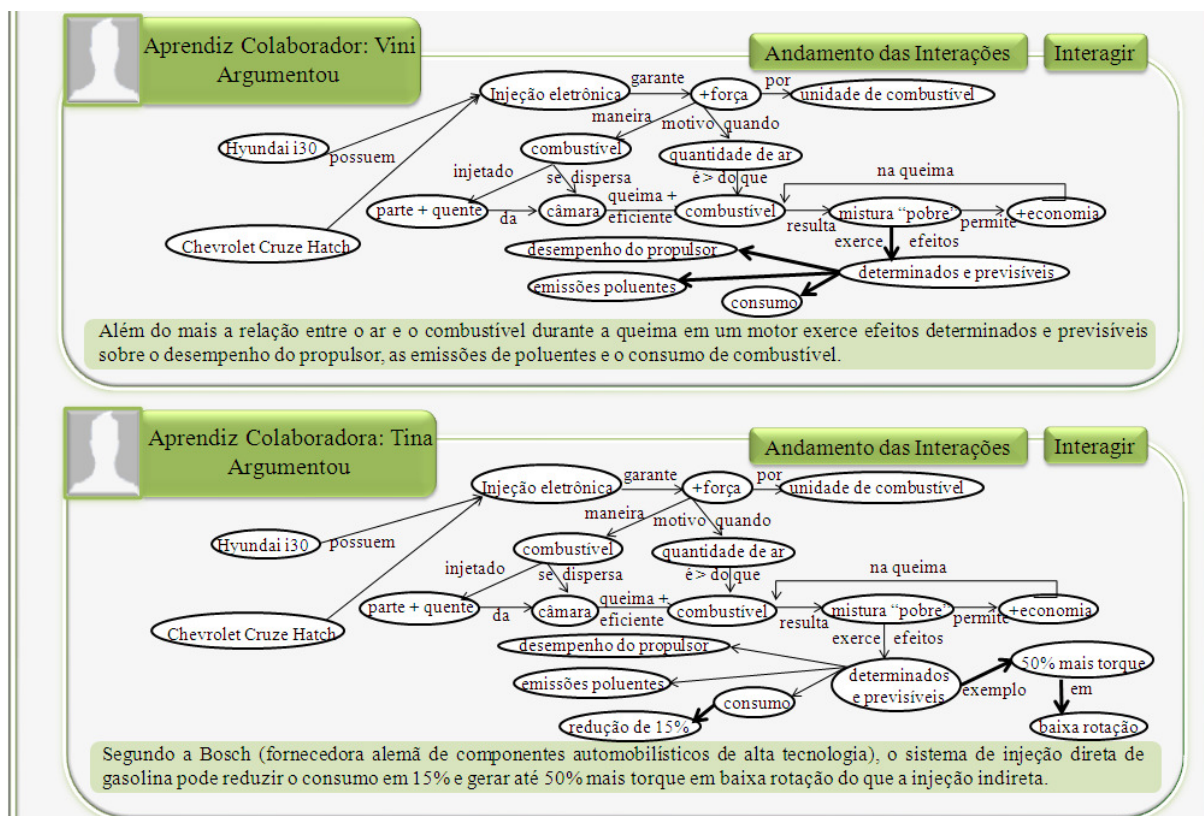 Aprendiz Colaborador: Vini
Argumentou
Andamento das Interações
Interagir
Injeção eletrônica
garante
+força
por
unidade de combustível
maneira
motivo
quando
Hyundai i30
possuem
combustível
quantidade de ar
na queima
injetado
se dispersa
é > do que
parte + quente
da
câmara
queima +
eficiente
combustível
resulta
mistura “pobre”
permite
+economia
Chevrolet Cruze Hatch
exerce
efeitos
desempenho do propulsor
determinados e previsíveis
emissões poluentes
consumo
Além do mais a relação entre o ar e o combustível durante a queima em um motor exerce efeitos determinados e previsíveis
sobre o desempenho do propulsor, as emissões de poluentes e o consumo de combustível.
Aprendiz Colaboradora: Tina
Argumentou
Andamento das Interações
Interagir
Injeção eletrônica
garante
+força
por
unidade de combustível
maneira
motivo
quando
Hyundai i30
possuem
combustível
quantidade de ar
na queima
injetado
se dispersa
é > do que
parte + quente
da
câmara
queima +
eficiente
combustível
resulta
mistura “pobre”
permite
+economia
Chevrolet Cruze Hatch
exerce
efeitos
desempenho do propulsor
determinados
e previsíveis
exemplo
50% mais torque
emissões poluentes
em
consumo
redução de 15%
baixa rotação
Segundo a Bosch (fornecedora alemã de componentes automobilísticos de alta tecnologia), o sistema de injeção direta de
gasolina pode reduzir o consumo em 15% e gerar até 50% mais torque em baixa rotação do que a injeção indireta.